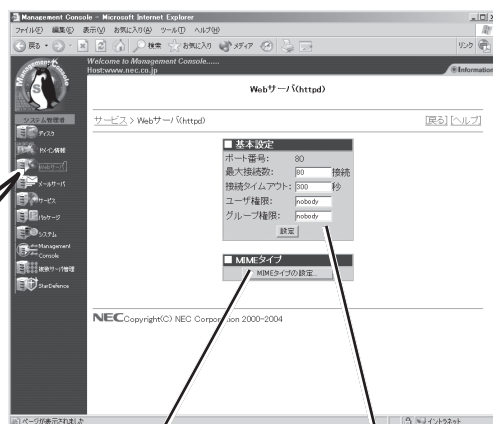 Management Console - Microsoft Internet Explorer
ファイル(F) 編集(E) 表示(V) お気に入り(A) ツール(T) ヘルプ(H)
戻る 検索 お気に入り メディア リンク
Management Console
Welcome to Management Console......
Host:www.nec.co.jp
Information
システム管理者
ディスク
ドメイン情報
Webサーバ
メールサーバ
サービス
パッケージ
システム
Management Console
複数サーバ管理
StarDefence
Webサーバ(httpd)
サービス > Webサーバ(httpd)
[戻る] [ヘルプ]
■ 基本設定
ポート番号: 80
最大接続数: 80 接続
接続タイムアウト: 300 秒
ユーザ権限: nobody
グループ権限: nobody
設定
■ MIMEタイプ
MIMEタイプの設定...
NEC Copyright(C) NEC Corporation 2000-2004
ページが表示されました
イントラネット